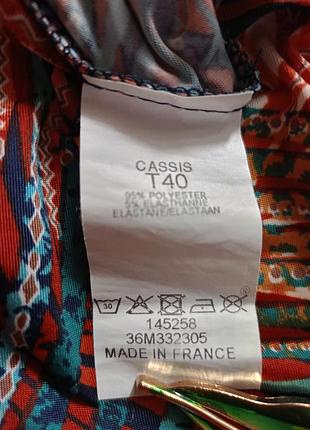 CASSIS
T40
95% POLYESTER
5% ELASTHANNE
ELASTANE/ELASTAAN
30
145258
36M332305
MADE IN FRANCE